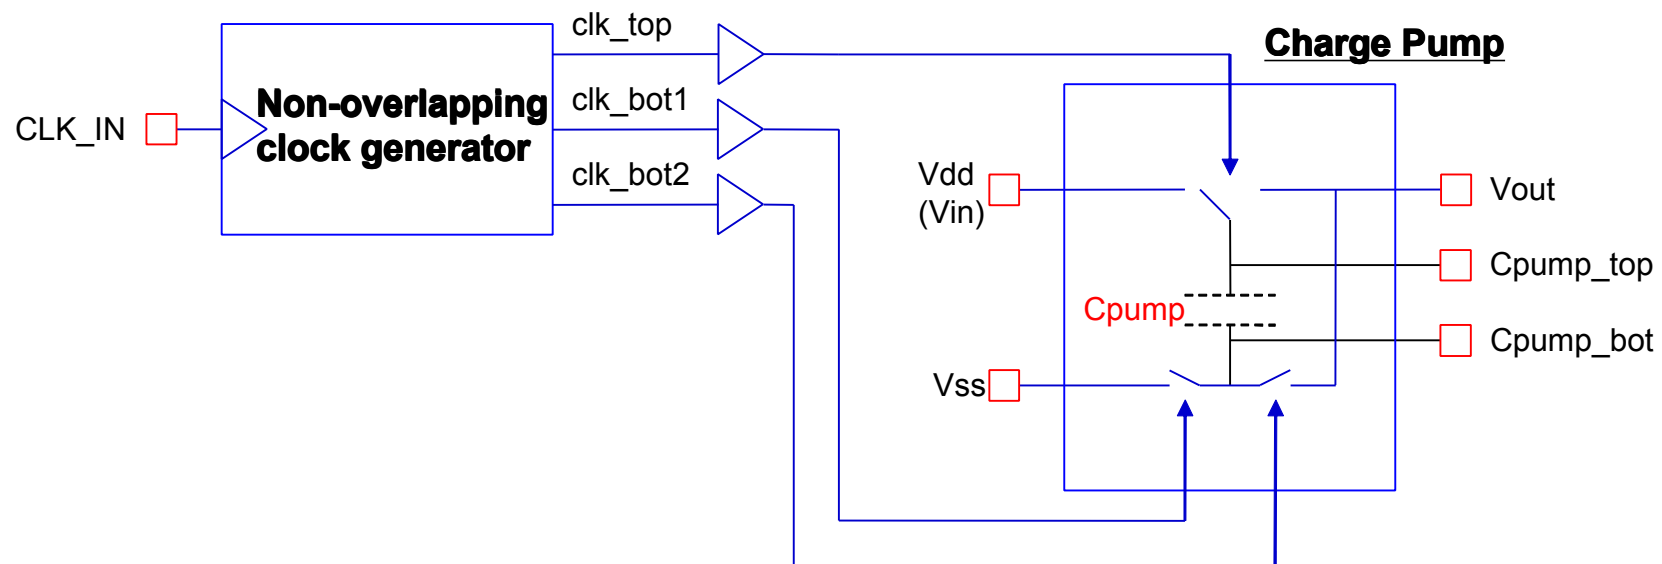 clk_top
Charge Pump
Non-overlapping
clock generator
clk_bot1
CLK_IN
clk_bot2
Vdd
(Vin)
Vout
Cpump_top
Cpump
Cpump_bot
Vss